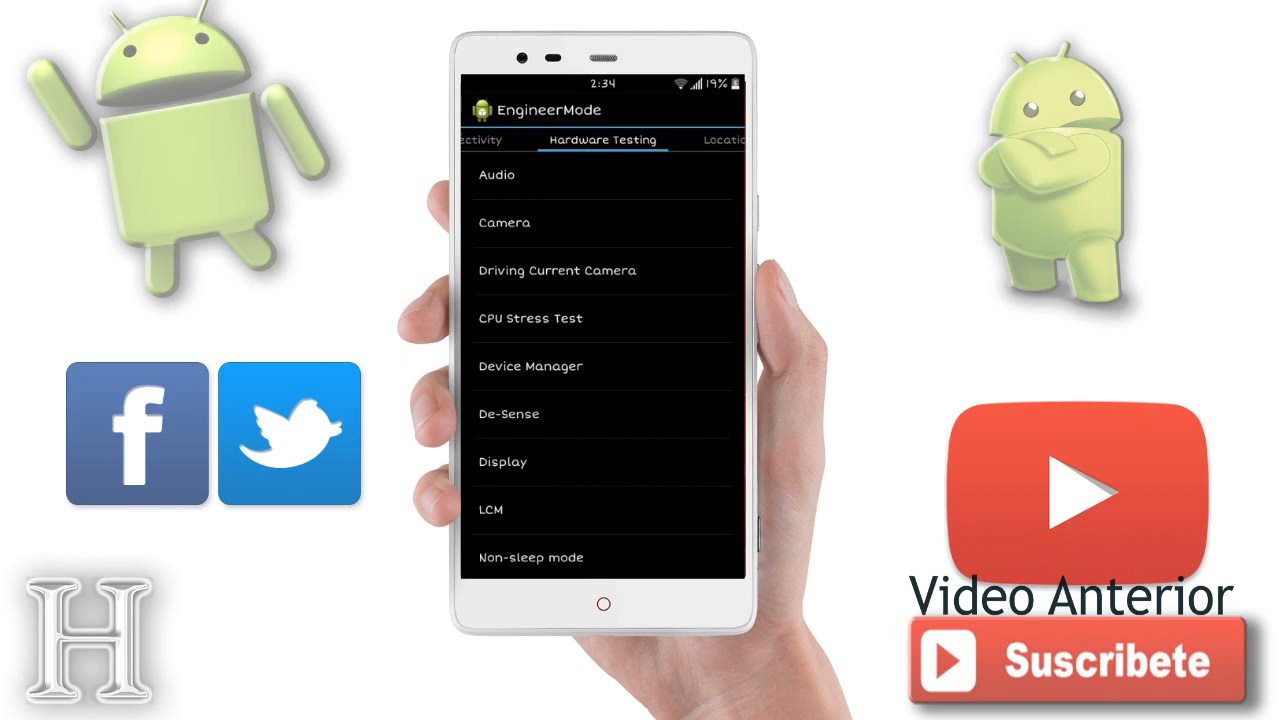 2:34
19%
EngineerMode
ectivity Hardware Testing Locatio
Audio
Camera
Driving Current Camera
CPU Stress Test
Device Manager
De-Sense
Display
LCM
Non-sleep mode
f
H
Video Anterior
Suscribete